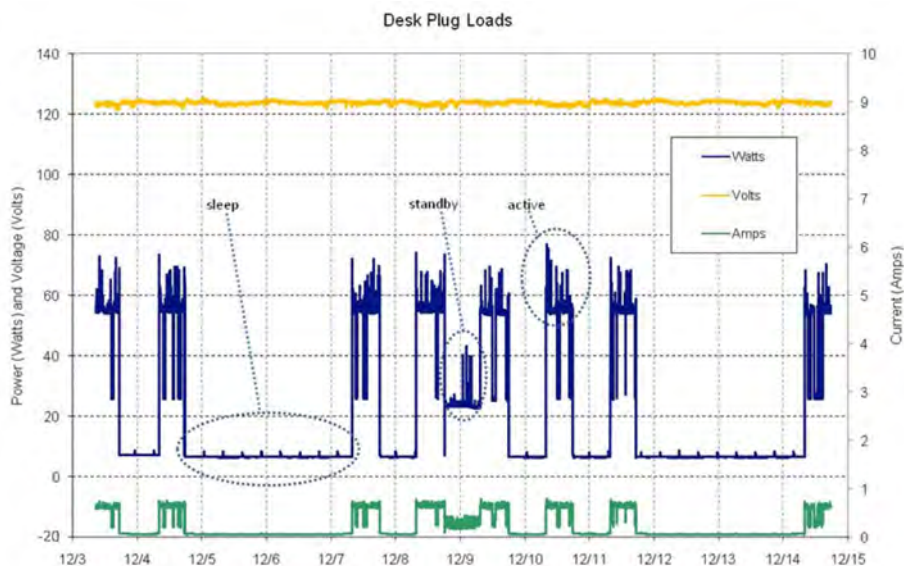 Desk Plug Loads
140
120
100
80
60
40
20
0
-20
Power (Watts) and Voltage (Volts)
10
9
8
7
6
5
4
3
2
1
0
Current (Amps)
Watts
Volts
Amps
sleep
standby
active
12/3 12/4 12/5 12/6 12/7 12/8 12/9 12/10 12/11 12/12 12/13 12/14 12/15